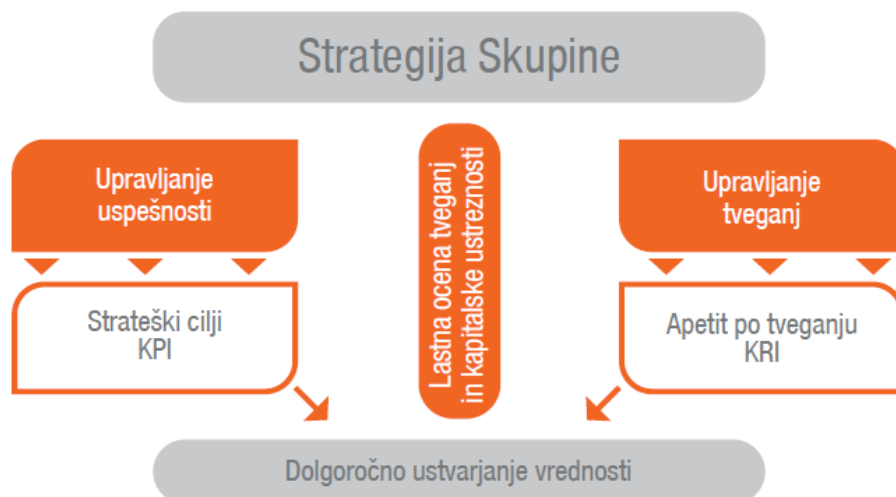 Strategija Skupine
Upravljanje
uspešnosti
Strateški cilji
KPI
Lastna ocena tveganj
in kapitalske ustreznosti
Upravljanje
tveganj
Apetit po tveganju
KRI
Dolgoročno ustvarjanje vrednosti